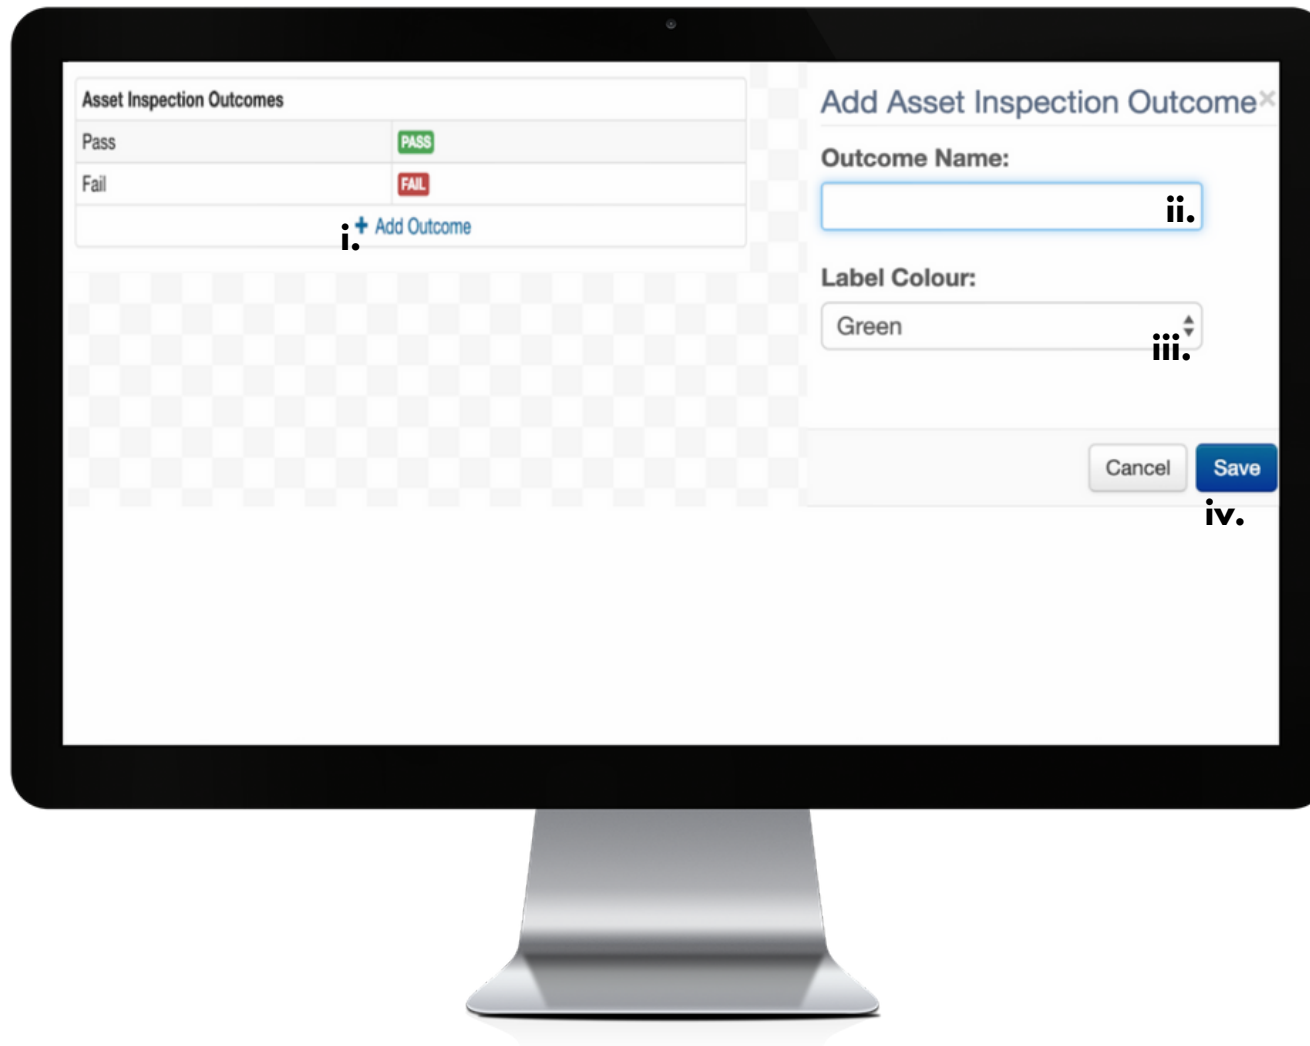 Asset Inspection Outcomes
Pass PASS
Fail FAIL
i. + Add Outcome
Add Asset Inspection Outcome ×
Outcome Name:
ii.
Label Colour:
Green
iii.
Cancel Save
iv.